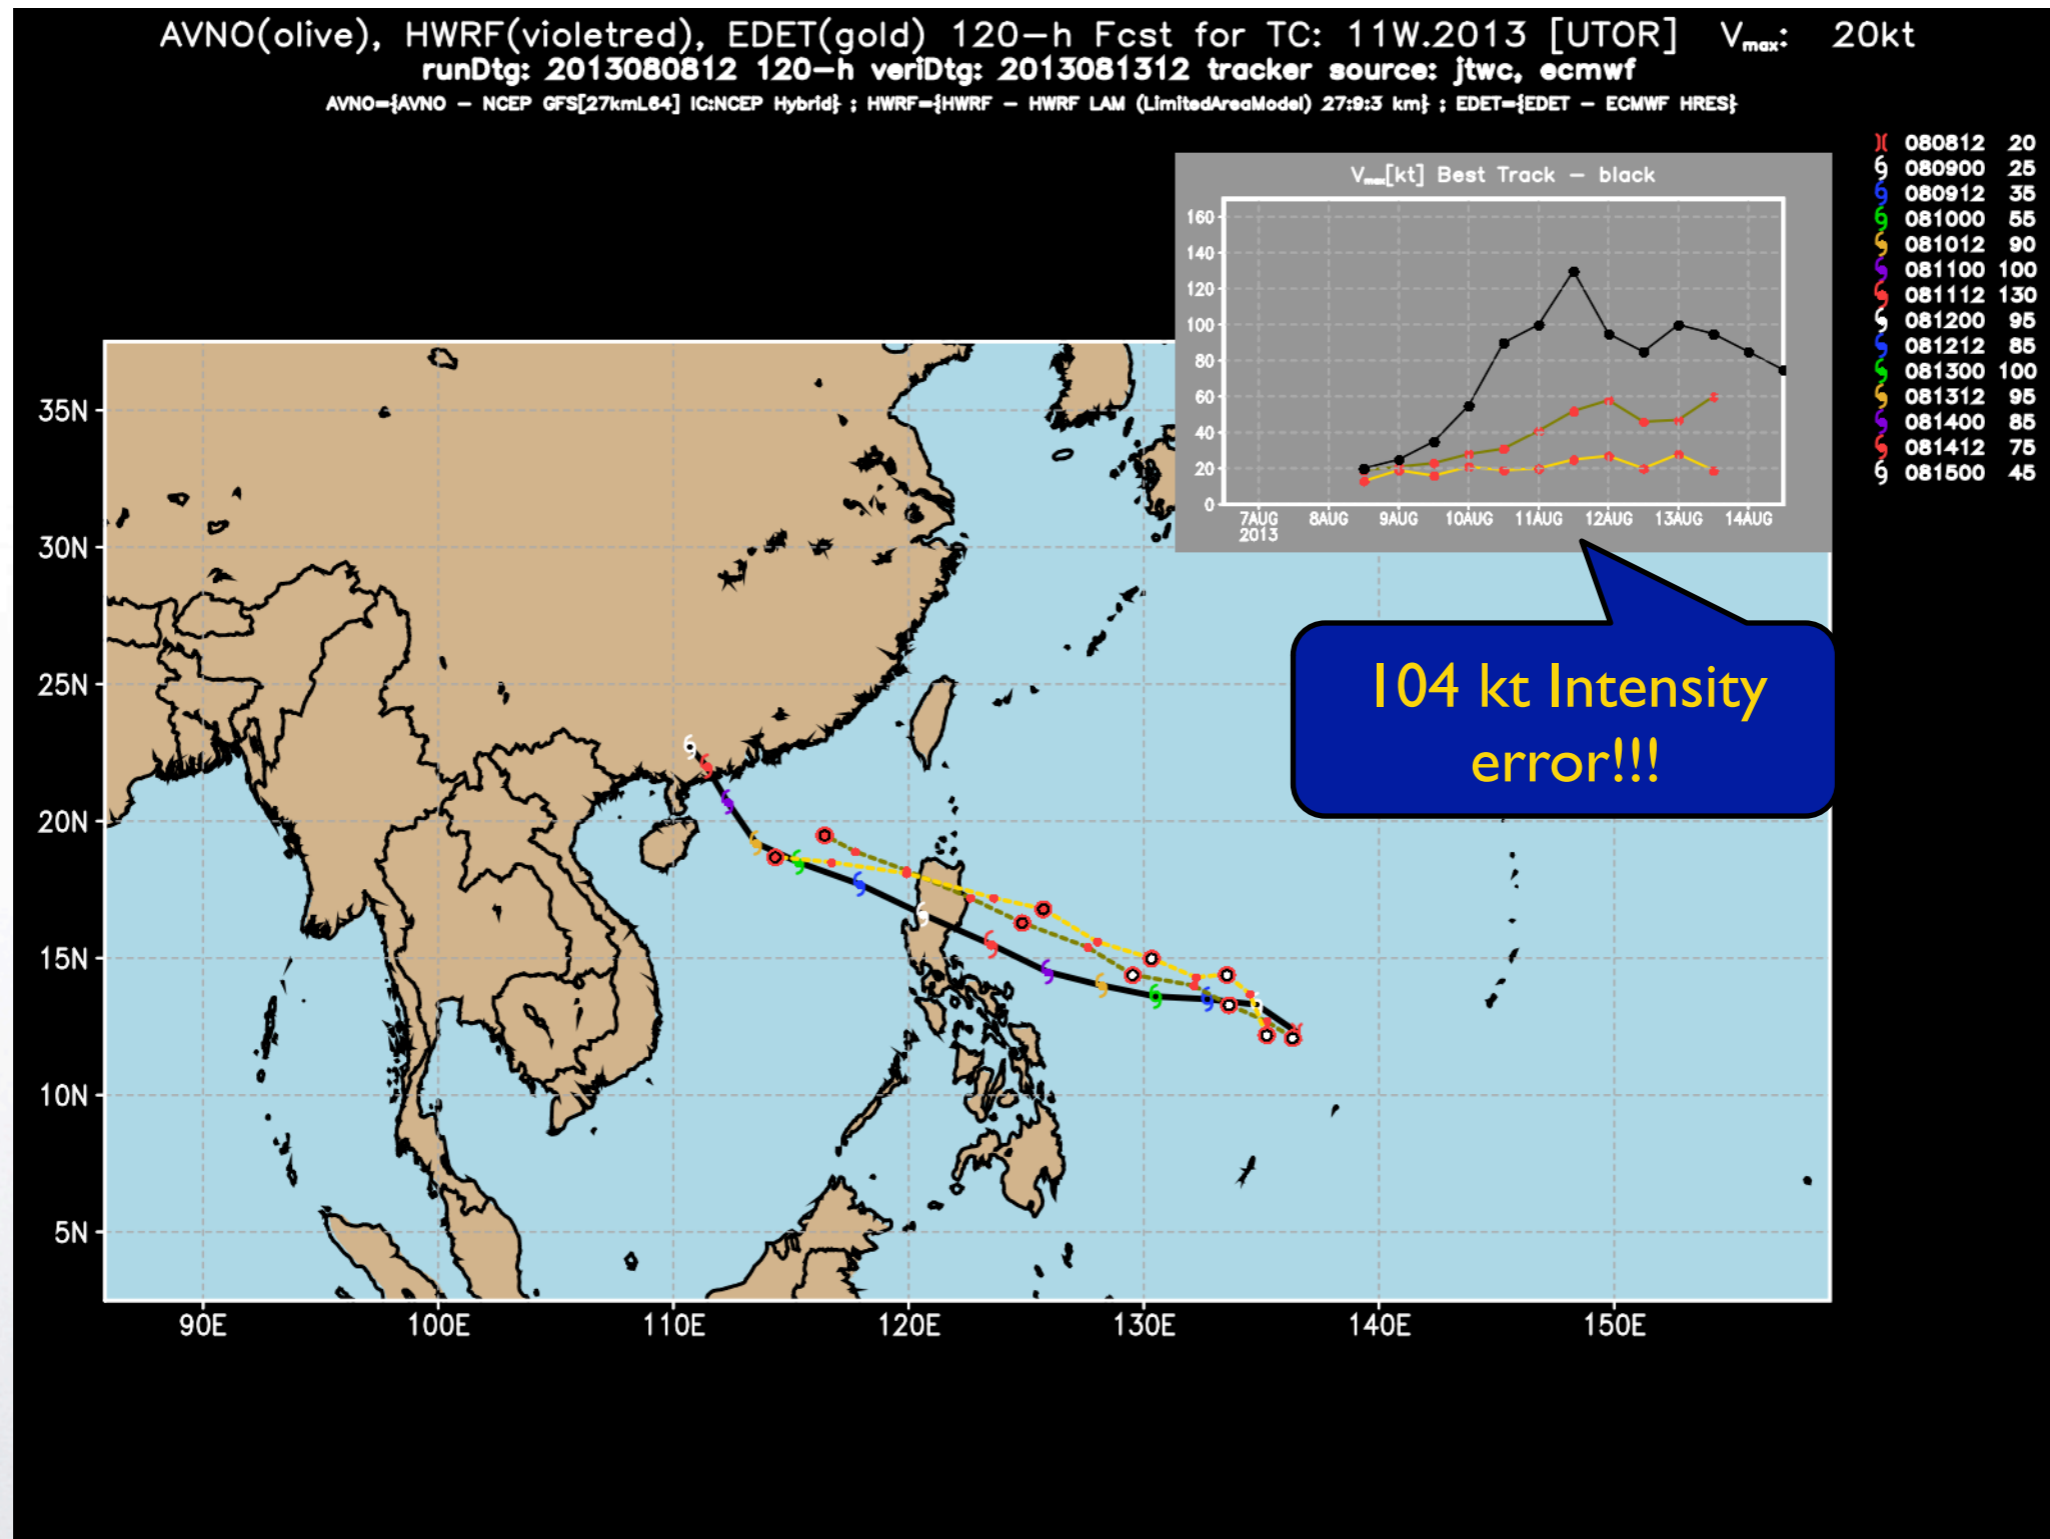 AVNO(olive), HWRF(violetred), EDET(gold) 120-h Fcst for TC: 11W.2013 [UTOR] Vmax: 20kt
runDtg: 2013080812 120-h veriDtg: 2013081312 tracker source: jtwc, ecmwf
AVNO={AVNO - NCEP GFS[27kmL64] IC:NCEP Hybrid} ; HWRF={HWRF - HWRF LAM (LimitedAreaModel) 27:9:3 km} ; EDET={EDET - ECMWF HRES}
080812 20
080900 25
080912 35
081000 55
081012 90
081100 100
081112 130
081200 95
081212 85
081300 100
081312 95
081400 85
081412 75
081500 45
Vmax[kt] Best Track - black
160
140
120
100
80
60
40
20
0
7AUG 8AUG 9AUG 10AUG 11AUG 12AUG 13AUG 14AUG
2013
104 kt Intensity
error!!!
35N
30N
25N
20N
15N
10N
5N
90E 100E 110E 120E 130E 140E 150E